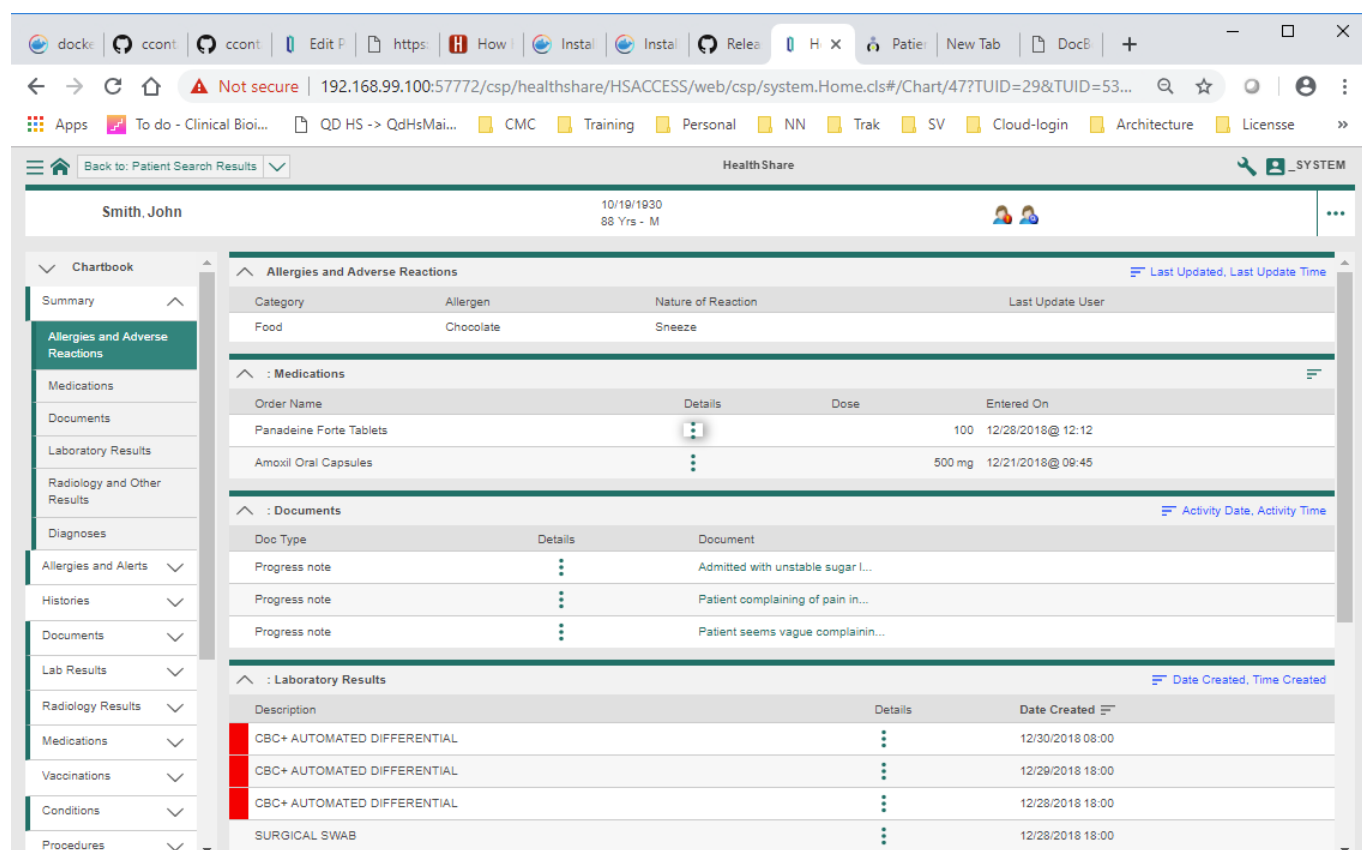 docke
ccont
ccont
Edit P
https:
How I
Instal
Instal
Relea
H
Patier
New Tab
DocB
Not secure | 192.168.99.100:57772/csp/healthshare/HSACCESS/web/csp/system.Home.cls#/Chart/47?TUID=29&TUID=53...
Apps To do - Clinical Bioi... QD HS -> QdHsMai... CMC Training Personal NN Trak SV Cloud-login Architecture Licensse »
Back to: Patient Search Results HealthShare _SYSTEM
Smith, John
10/19/1930
88 Yrs - M
Chartbook
Summary
Allergies and Adverse
Reactions
Medications
Documents
Laboratory Results
Radiology and Other
Results
Diagnoses
Allergies and Alerts
Histories
Documents
Lab Results
Radiology Results
Medications
Vaccinations
Conditions
Procedures
Allergies and Adverse Reactions Last Updated, Last Update Time
Category Allergen Nature of Reaction Last Update User
Food Chocolate Sneeze
: Medications
Order Name Details Dose Entered On
Panadeine Forte Tablets 100 12/28/2018@ 12:12
Amoxil Oral Capsules 500 mg 12/21/2018@ 09:45
: Documents Activity Date, Activity Time
Doc Type Details Document
Progress note Admitted with unstable sugar l...
Progress note Patient complaining of pain in...
Progress note Patient seems vague complainin...
: Laboratory Results Date Created, Time Created
Description Details Date Created
CBC+ AUTOMATED DIFFERENTIAL 12/30/2018 08:00
CBC+ AUTOMATED DIFFERENTIAL 12/29/2018 18:00
CBC+ AUTOMATED DIFFERENTIAL 12/28/2018 18:00
SURGICAL SWAB 12/28/2018 18:00